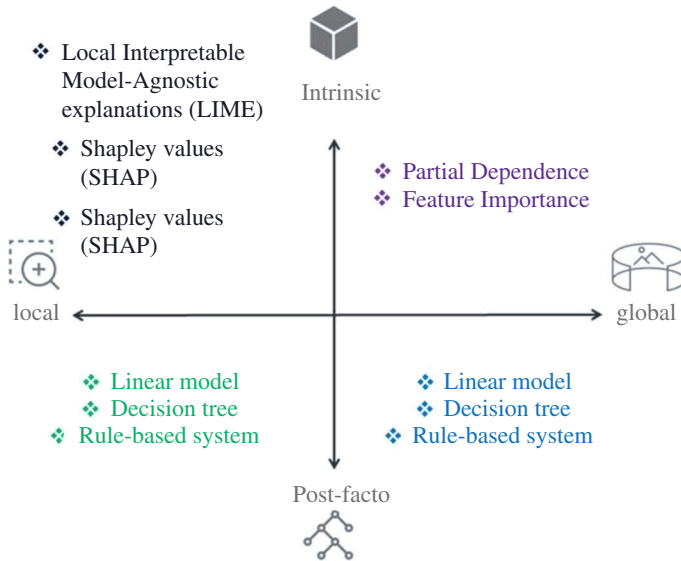 ❖ Local Interpretable
Model-Agnostic
explanations (LIME)
❖ Shapley values
(SHAP)
❖ Shapley values
(SHAP)
Intrinsic
❖ Partial Dependence
❖ Feature Importance
local
global
❖ Linear model
❖ Decision tree
❖ Rule-based system
❖ Linear model
❖ Decision tree
❖ Rule-based system
Post-facto